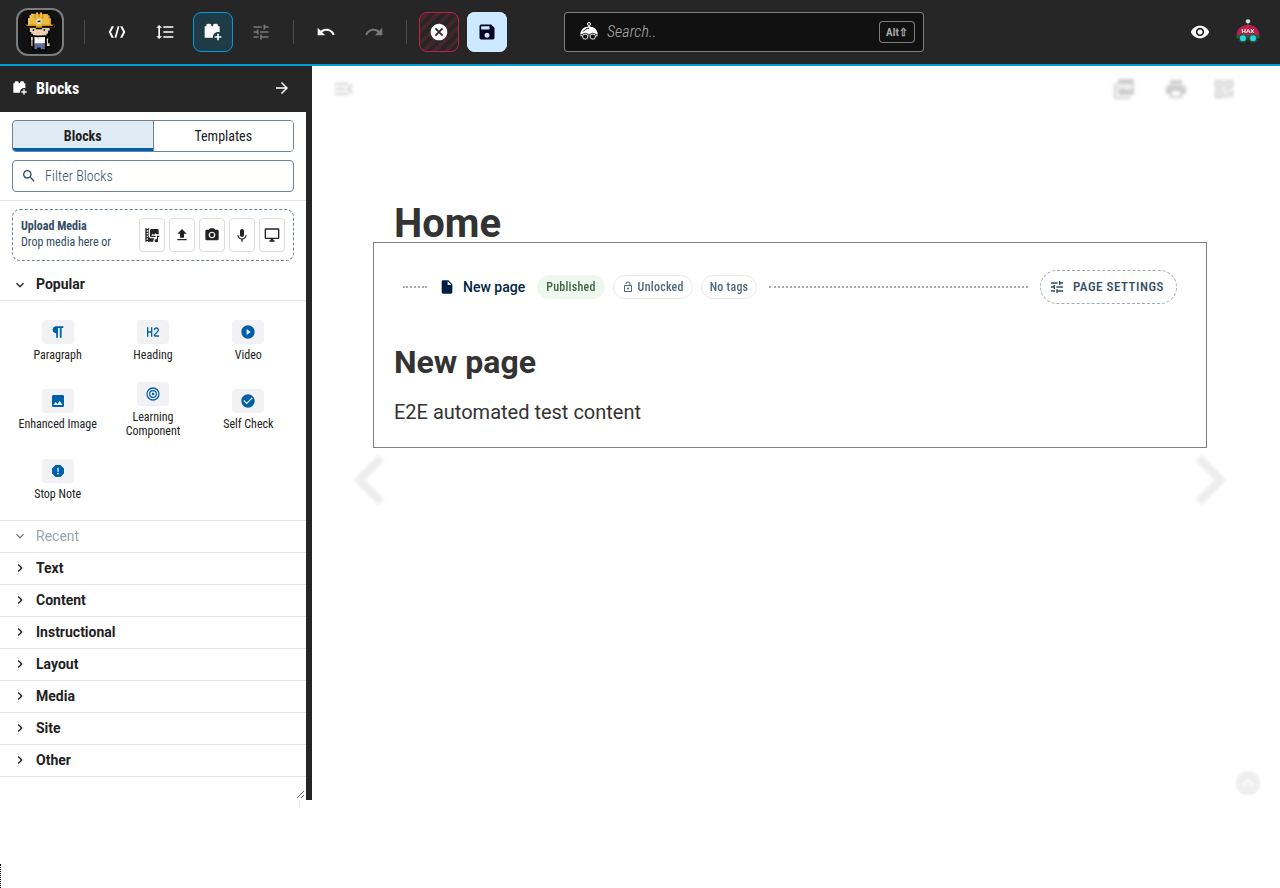 Search..
Alt⇧
HAX
Blocks
Blocks
Templates
Filter Blocks
Upload Media
Drop media here or
Popular
Paragraph
H2
Heading
Video
Enhanced Image
Learning
Component
Self Check
Stop Note
Recent
Text
Content
Instructional
Layout
Media
Site
Other
Home
New page
Published
Unlocked
No tags
PAGE SETTINGS
New page
E2E automated test content